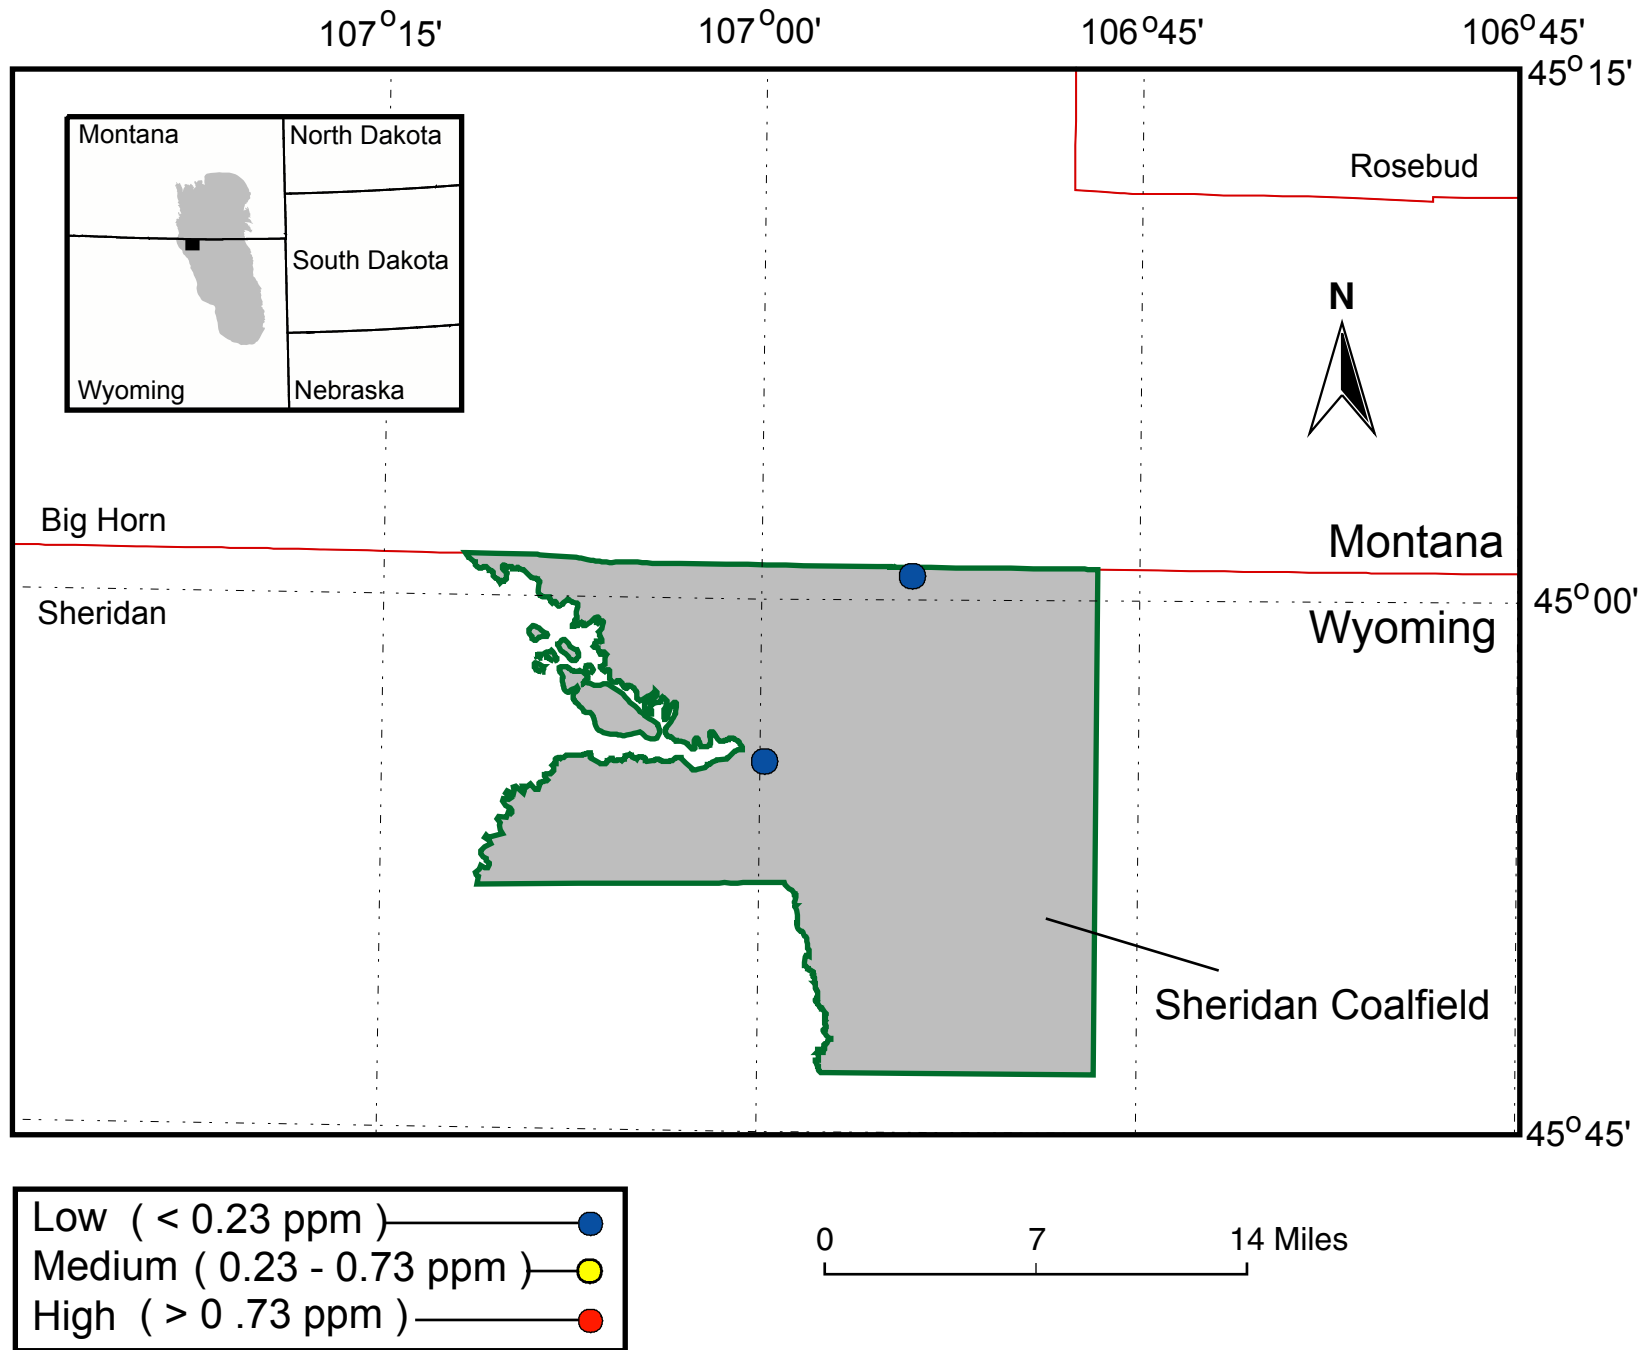 107°15' 107°00' 106°45' 106°45'
45°15'
Montana North Dakota
Rosebud
South Dakota
N
Wyoming Nebraska
Big Horn
Montana
Sheridan
45°00'
Wyoming
Sheridan Coalfield
45°45'
Low ( < 0.23 ppm )
Medium ( 0.23 - 0.73 ppm )
High ( > 0 .73 ppm )
0 7 14 Miles